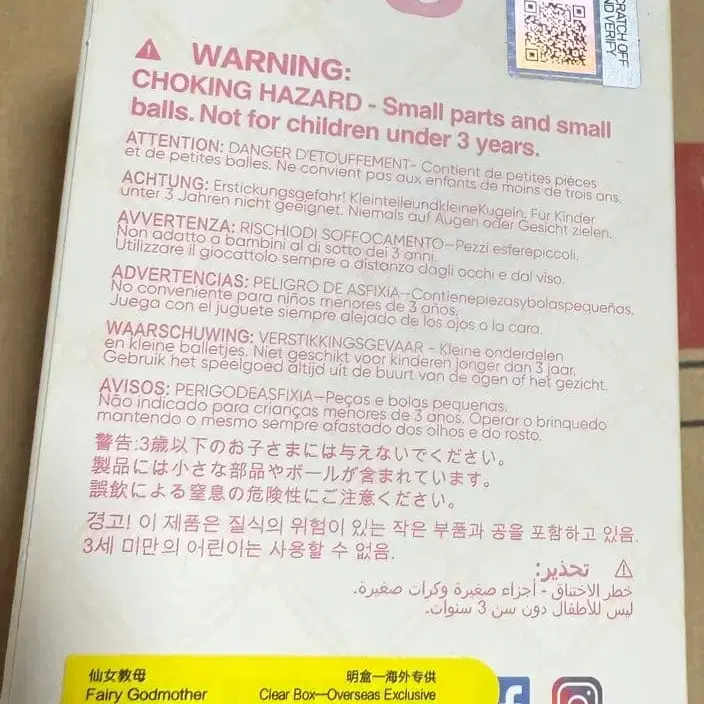 SCRATCH OFF
AND VERIFY
WARNING:
CHOKING HAZARD - Small parts and small
balls. Not for children under 3 years.
ATTENTION: DANGER D'ETOUFFEMENT- Contient de petites pièces
et de petites balles. Ne convient pas aux enfants de moins de trois ans.
ACHTUNG: Erstickungsgefahr! KleinteileundkleineKugeln. Für Kinder
unter 3 Jahren nicht geeignet. Niemals auf Augen oder Gesicht zielen.
AVVERTENZA: RISCHIODI SOFFOCAMENTO—Pezzi esferepiccoli.
Non adatto a bambini al di sotto dei 3 anni.
Utilizzare il giocattolo sempre a distanza dagli occhi e dal viso.
ADVERTENCIAS: PELIGRO DE ASFIXIA—Contienepiezasybolaspequeñas.
No conveniente para niños menores de 3 años.
Juega con el juguete siempre alejado de los ojos o la cara.
WAARSCHUWING: VERSTIKKINGSGEVAAR - Kleine onderdelen
en kleine balletjes. Niet geschikt voor kinderen jonger dan 3 jaar.
Gebruik het speelgoed altijd uit de buurt van de ogen of het gezicht.
AVISOS: PERIGODEASFIXIA—Peças e bolas pequenas.
Não indicado para crianças menores de 3 anos. Operar o brinquedo
mantendo o mesmo sempre afastado dos olhos e do rosto.
警告:3歳以下のお子さまには与えないでください。
製品には小さな部品やボールが含まれています。
誤飲による窒息の危険性にご注意ください。
경고! 이 제품은 질식의 위험이 있는 작은 부품과 공을 포함하고 있음.
3세 미만의 어린이는 사용할 수 없음.
تحذير:
خطر الاختناق - أجزاء صغيرة وكرات صغيرة.
ليس للأطفال دون سن 3 سنوات.
仙女教母 明盒一海外专供
Fairy Godmother Clear Box—Overseas Exclusive